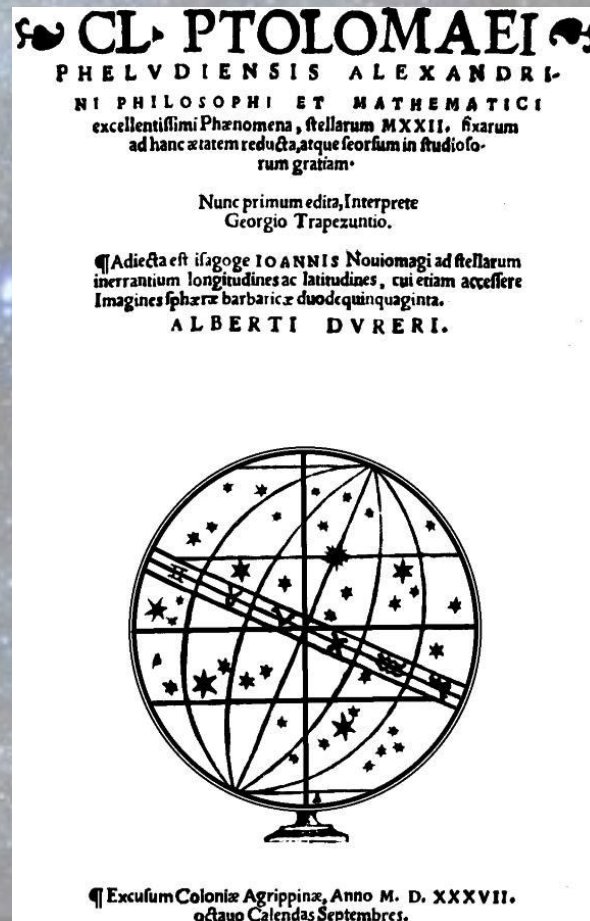 CL. PTOLOMAEI
PHELVDIENSIS ALEXANDRI-
NI PHILOSOPHI ET MATHEMATICI
excellentiſſimi Phænomena, ſtellarum MXXII. fixarum
ad hanc ætatem reducta, atque ſeorſum in ſtudioſo-
rum gratiam.
Nunc primum edita, Interprete
Georgio Trapezuntio.
¶ Adiecta eſt iſagoge IOANNIS Nouiomagi ad ſtellarum
inerrantium longitudines ac latitudines, cui etiam acceſſere
Imagines ſphæræ barbaricæ duodequinquaginta.
ALBERTI DVRERI.
♊ ♉ ♈ ♓ ♒ ♑
¶ Excuſum Coloniæ Agrippinæ, Anno M. D. XXXVII.
octauo Calendas Septembres.